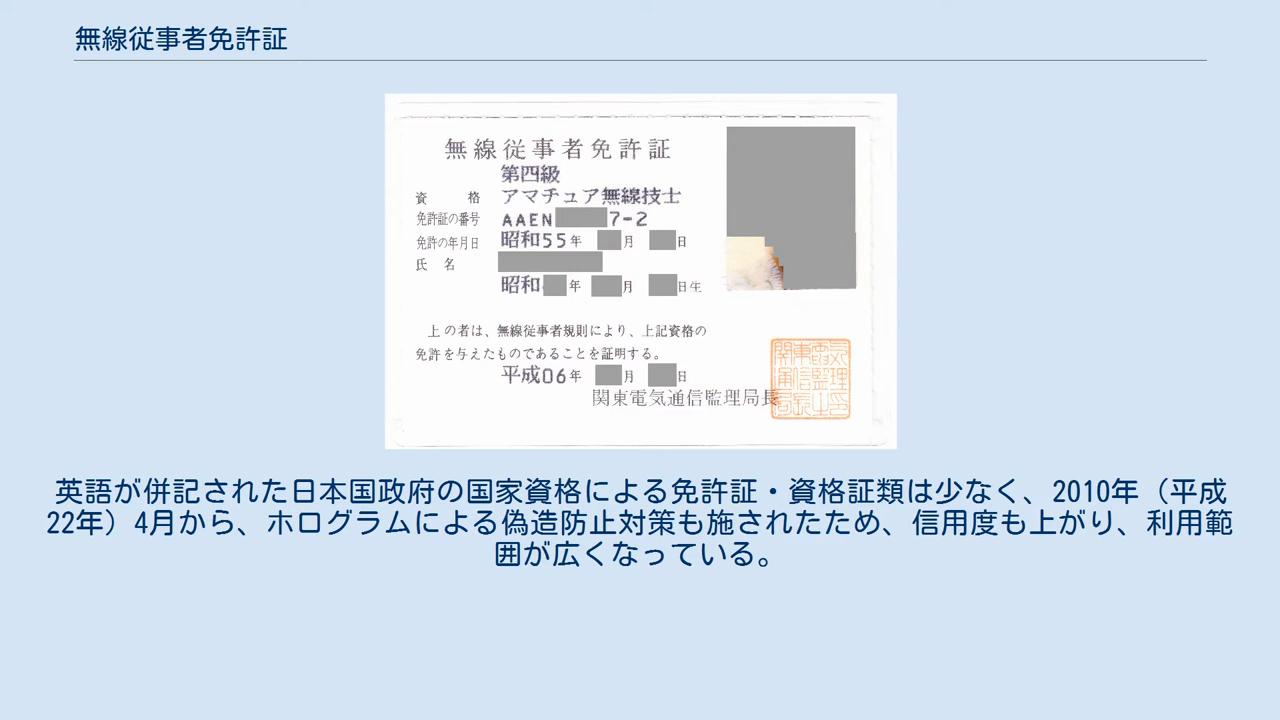 無線従事者免許証
無線従事者免許証
第四級
資格 アマチュア無線技士
免許証の番号 AAEN 7-2
免許の年月日 昭和55年 月 日
氏名
昭和 年 月 日生
上の者は、無線従事者規則により、上記資格の
免許を与えたものであることを証明する。
平成06年 月 日
関東電気通信監理局長
英語が併記された日本国政府の国家資格による免許証・資格証類は少なく、2010年（平成
22年）4月から、ホログラムによる偽造防止対策も施されたため、信用度も上がり、利用範
囲が広くなっている。